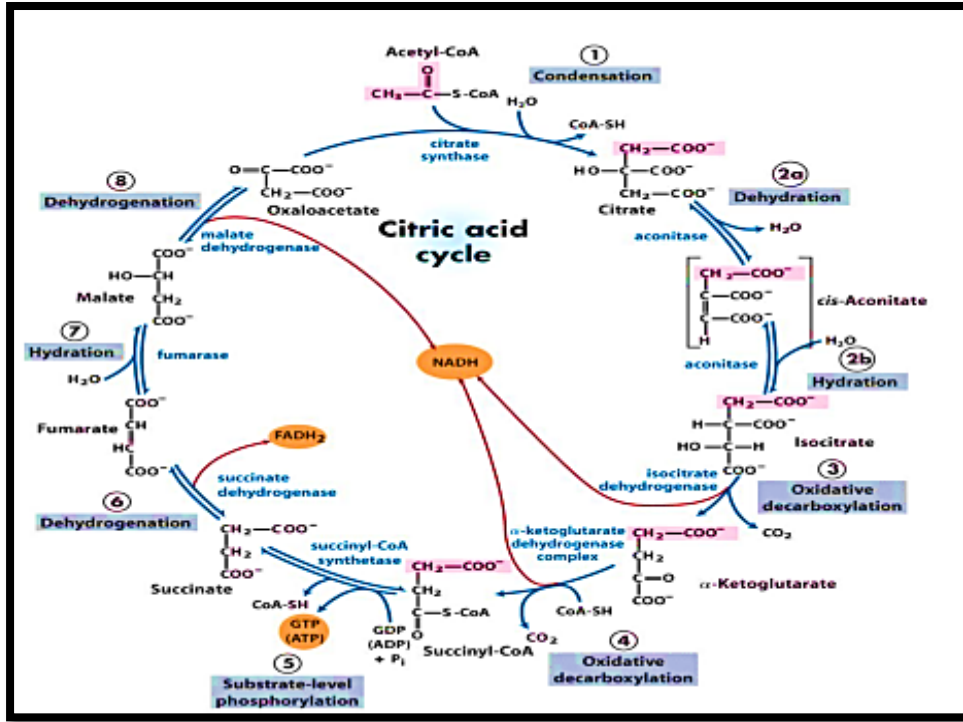 Acetyl-CoA
O
CH₃—C—S-CoA
①
Condensation
H₂O
CoA-SH
citrate
synthase
O=C—COO⁻
CH₂—COO⁻
Oxaloacetate
CH₂—COO⁻
HO—C—COO⁻
CH₂—COO⁻
Citrate
2a
Dehydration
H₂O
aconitase
Citric acid
cycle
CH₂—COO⁻
C—COO⁻
C—COO⁻
H
cis-Aconitate
aconitase
H₂O
2b
Hydration
CH₂—COO⁻
H—C—COO⁻
HO—C—H
COO⁻
Isocitrate
isocitrate
dehydrogenase
③
Oxidative
decarboxylation
CO₂
CH₂—COO⁻
CH₂
C—O
COO⁻
α-Ketoglutarate
α-ketoglutarate
dehydrogenase
complex
CoA-SH
CO₂
④
Oxidative
decarboxylation
CH₂—COO⁻
CH₂
C—S-CoA
O
Succinyl-CoA
succinyl-CoA
synthetase
GDP
(ADP)
+ Pᵢ
CoA-SH
GTP
(ATP)
⑤
Substrate-level
phosphorylation
CH₂—COO⁻
CH₂
COO⁻
Succinate
succinate
dehydrogenase
FADH₂
⑥
Dehydrogenation
COO⁻
CH
HC
COO⁻
Fumarate
fumarase
H₂O
⑦
Hydration
COO⁻
HO—CH
CH₂
COO⁻
Malate
malate
dehydrogenase
⑧
Dehydrogenation
NADH